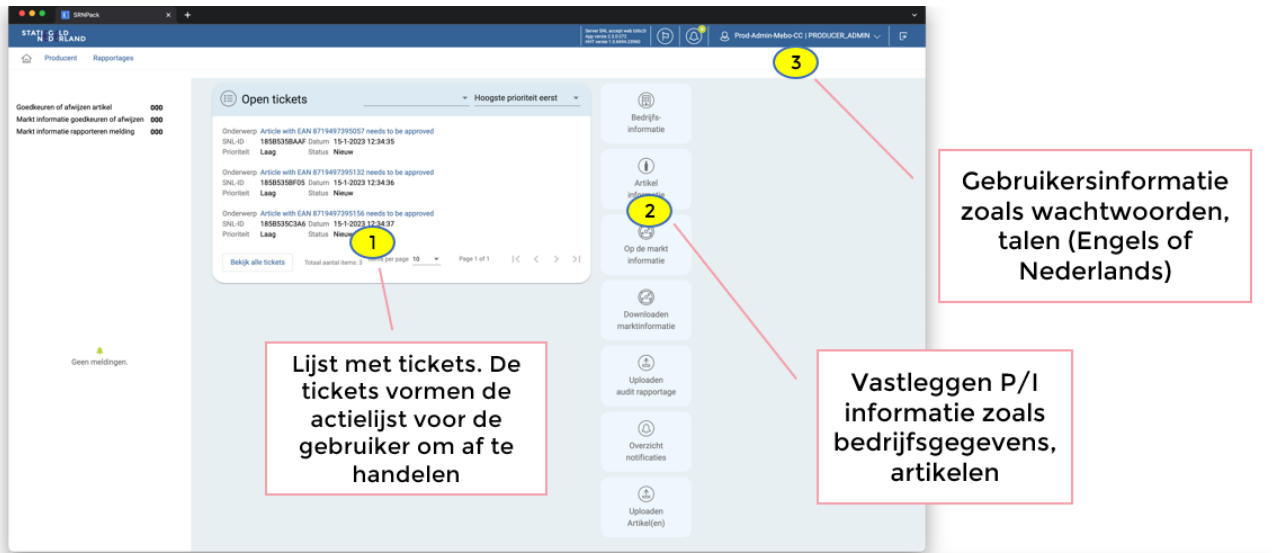 SRNPack
STATIEGELD
NEDERLAND
Prod-Admin-Mebo-CC | PRODUCER_ADMIN
3
Producent Rapportages
Goedkeuren of afwijzen artikel 000
Markt informatie goedkeuren of afwijzen 000
Markt informatie rapporteren melding 000
Geen meldingen.
Open tickets
Hoogste prioriteit eerst
Onderwerp Article with EAN 8719497395057 needs to be approved
SNL-ID 185B535BAAF Datum 15-1-2023 12:34:35
Prioriteit Laag Status Nieuw
Onderwerp Article with EAN 8719497395132 needs to be approved
SNL-ID 185B535BF05 Datum 15-1-2023 12:34:36
Prioriteit Laag Status Nieuw
Onderwerp Article with EAN 8719497395156 needs to be approved
SNL-ID 185B535C3A6 Datum 15-1-2023 12:34:37
Prioriteit Laag Status Nieuw
1
Bekijk alle tickets Totaal aantal items: 3 per page 10 Page 1 of 1
Bedrijfs-
informatie
Artikel
informatie
2
Op de markt
informatie
Downloaden
marktinformatie
Uploaden
audit rapportage
Overzicht
notificaties
Uploaden
Artikel(en)
Lijst met tickets. De
tickets vormen de
actielijst voor de
gebruiker om af te
handelen
Gebruikersinformatie
zoals wachtwoorden,
talen (Engels of
Nederlands)
Vastleggen P/I
informatie zoals
bedrijfsgegevens,
artikelen